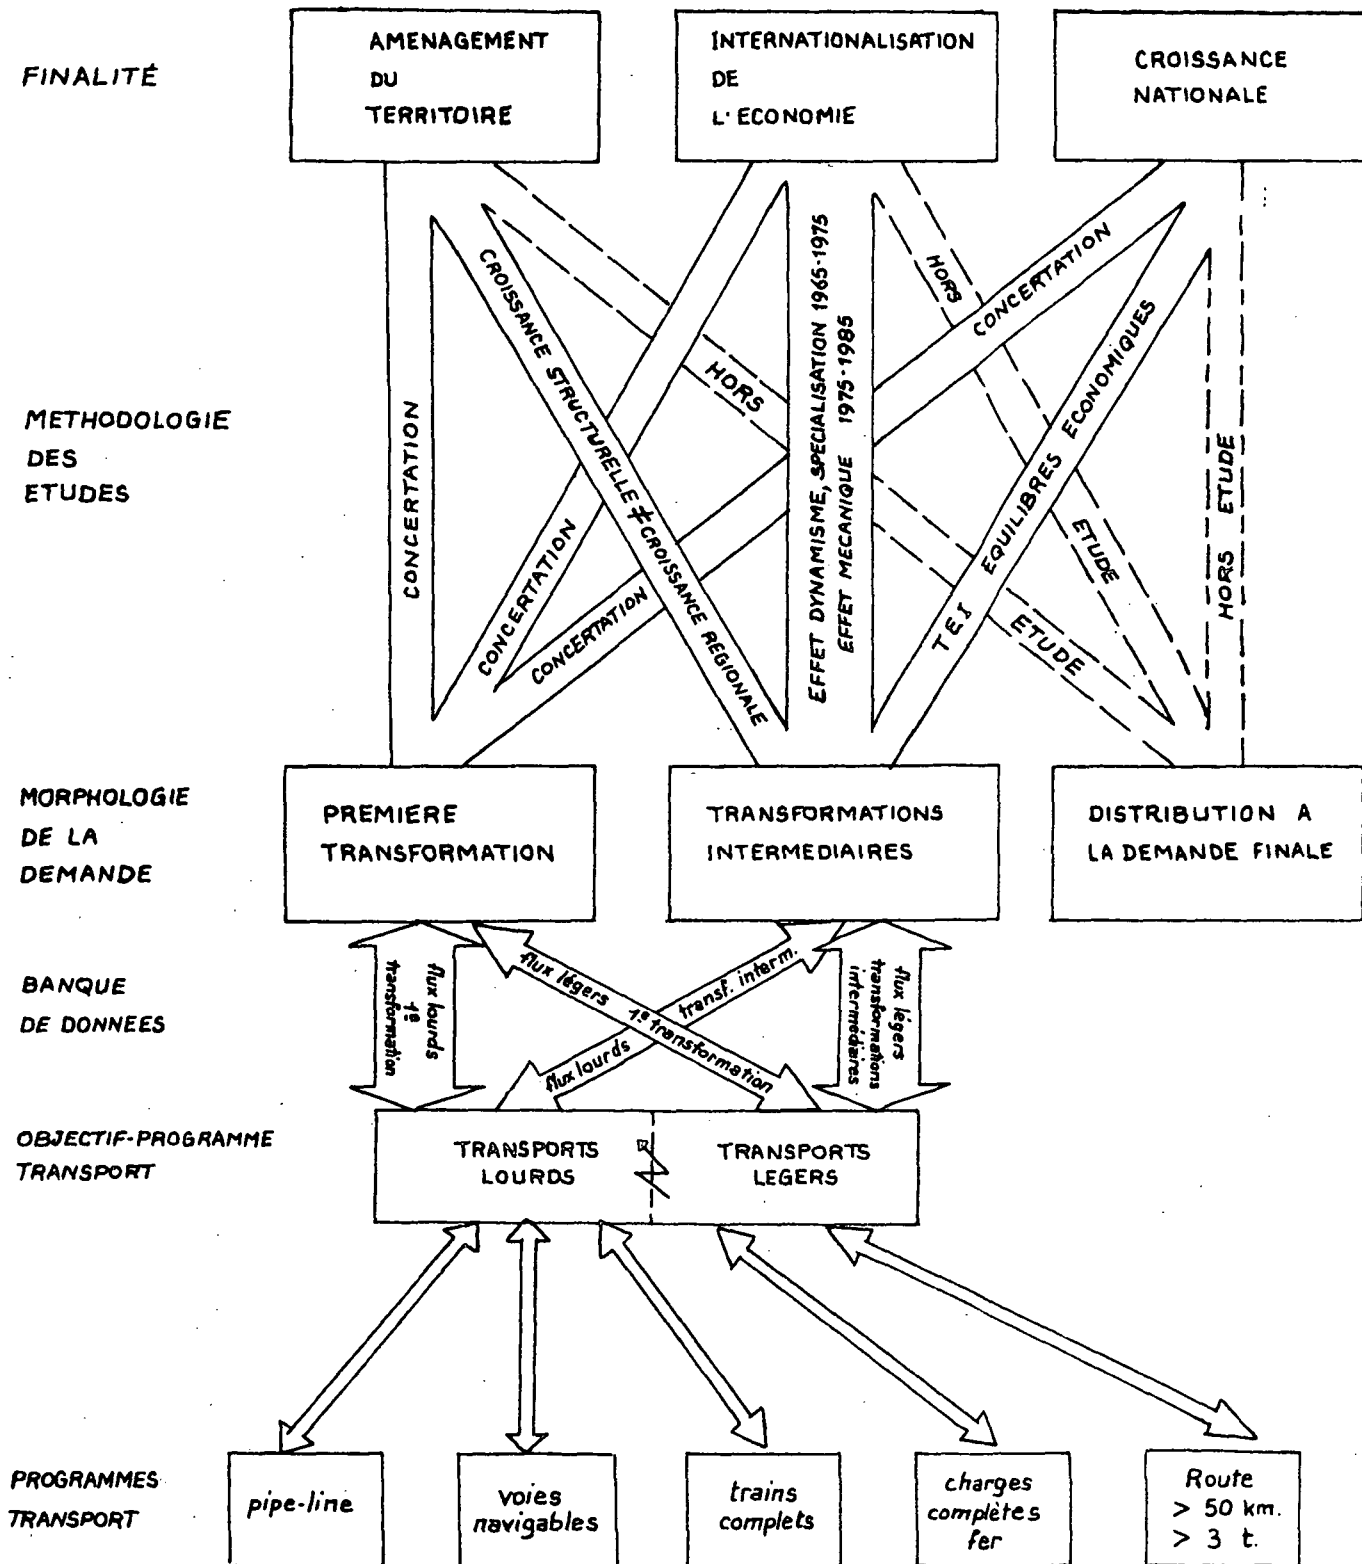 FINALITÉ
AMENAGEMENT
DU
TERRITOIRE
INTERNATIONALISATION
DE
L'ECONOMIE
CROISSANCE
NATIONALE
METHODOLOGIE
DES
ETUDES
CONCERTATION
CROISSANCE STRUCTURELLE ≠ CROISSANCE REGIONALE
HORS ETUDE
CONCERTATION
EFFET DYNAMISME, SPECIALISATION 1965-1975
EFFET MECANIQUE 1975-1985
HORS ETUDE
CONCERTATION
CONCERTATION
TEI EQUILIBRES ECONOMIQUES
HORS ETUDE
MORPHOLOGIE
DE LA
DEMANDE
PREMIERE
TRANSFORMATION
TRANSFORMATIONS
INTERMEDIAIRES
DISTRIBUTION A
LA DEMANDE FINALE
BANQUE
DE DONNEES
flux lourds
1e
transformation
flux légers 1e transformation
flux lourds transf. interm.
flux légers
transformations
intermédiaires
OBJECTIF-PROGRAMME
TRANSPORT
TRANSPORTS
LOURDS
TRANSPORTS
LEGERS
PROGRAMMES
TRANSPORT
pipe-line
voies
navigables
trains
complets
charges
complètes
fer
Route
> 50 km.
> 3 t.